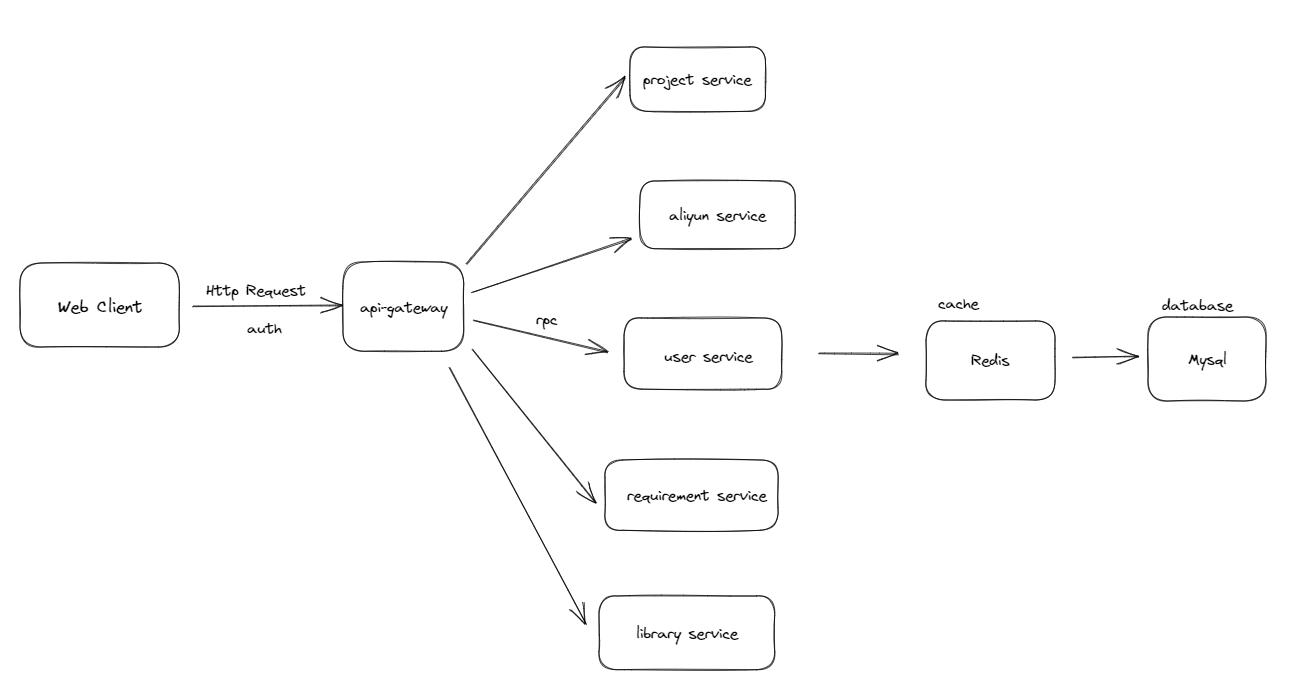 project service
aliyun service
Web Client
Http Request
auth
api-gateway
rpc
user service
cache
Redis
database
Mysql
requirement service
library service